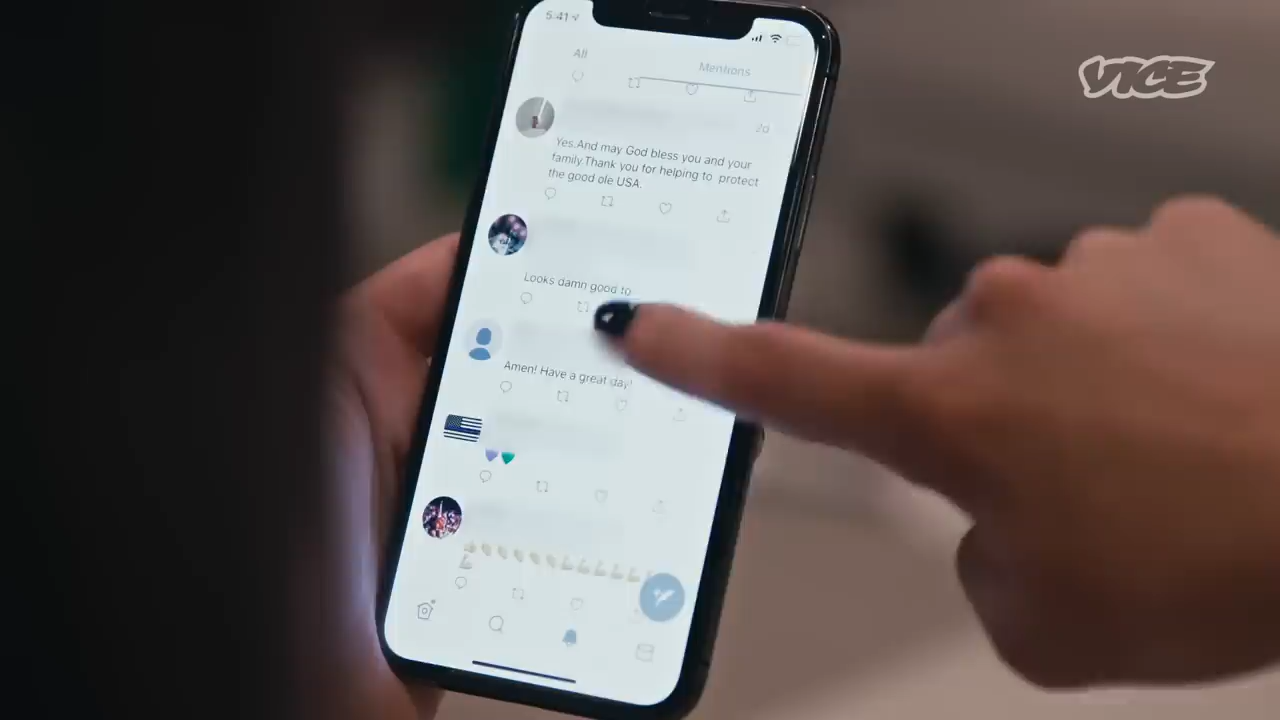 5:41
VICE
All
Mentions
2d
Yes.And may God bless you and your
family.Thank you for helping to protect
the good ole USA.
Looks damn good to
Amen! Have a great day!